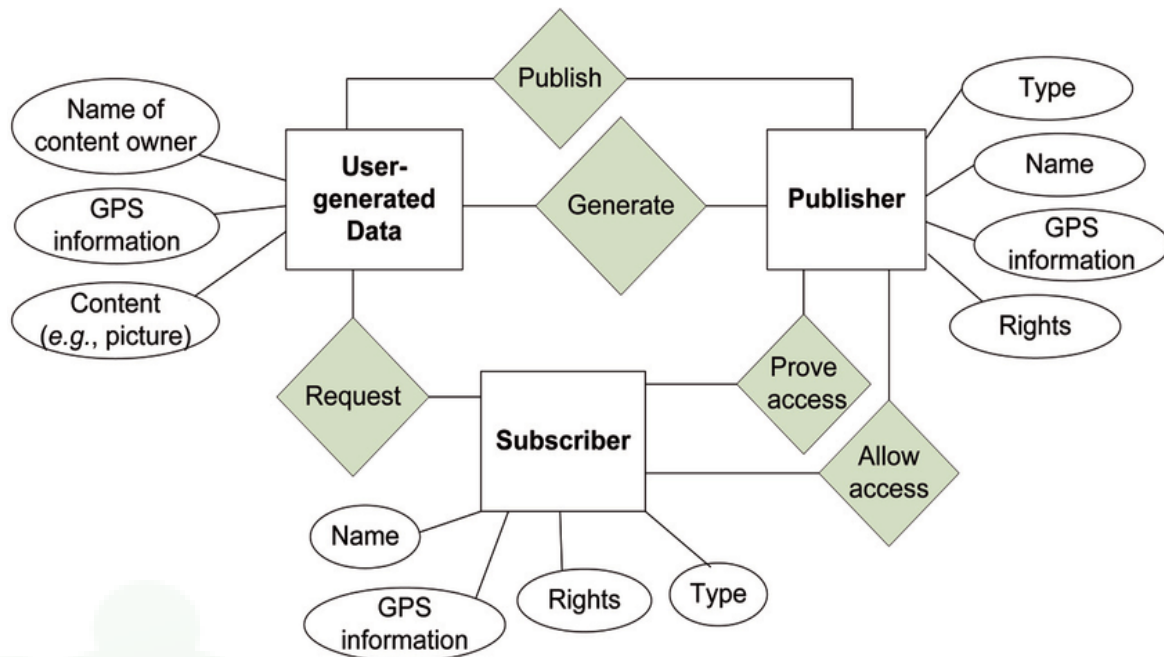 Publish
Type
Name of
content owner
User-
generated
Data
Generate
Publisher
Name
GPS
information
GPS
information
Content
(e.g., picture)
Rights
Request
Subscriber
Prove
access
Allow
access
Name
GPS
information
Rights
Type